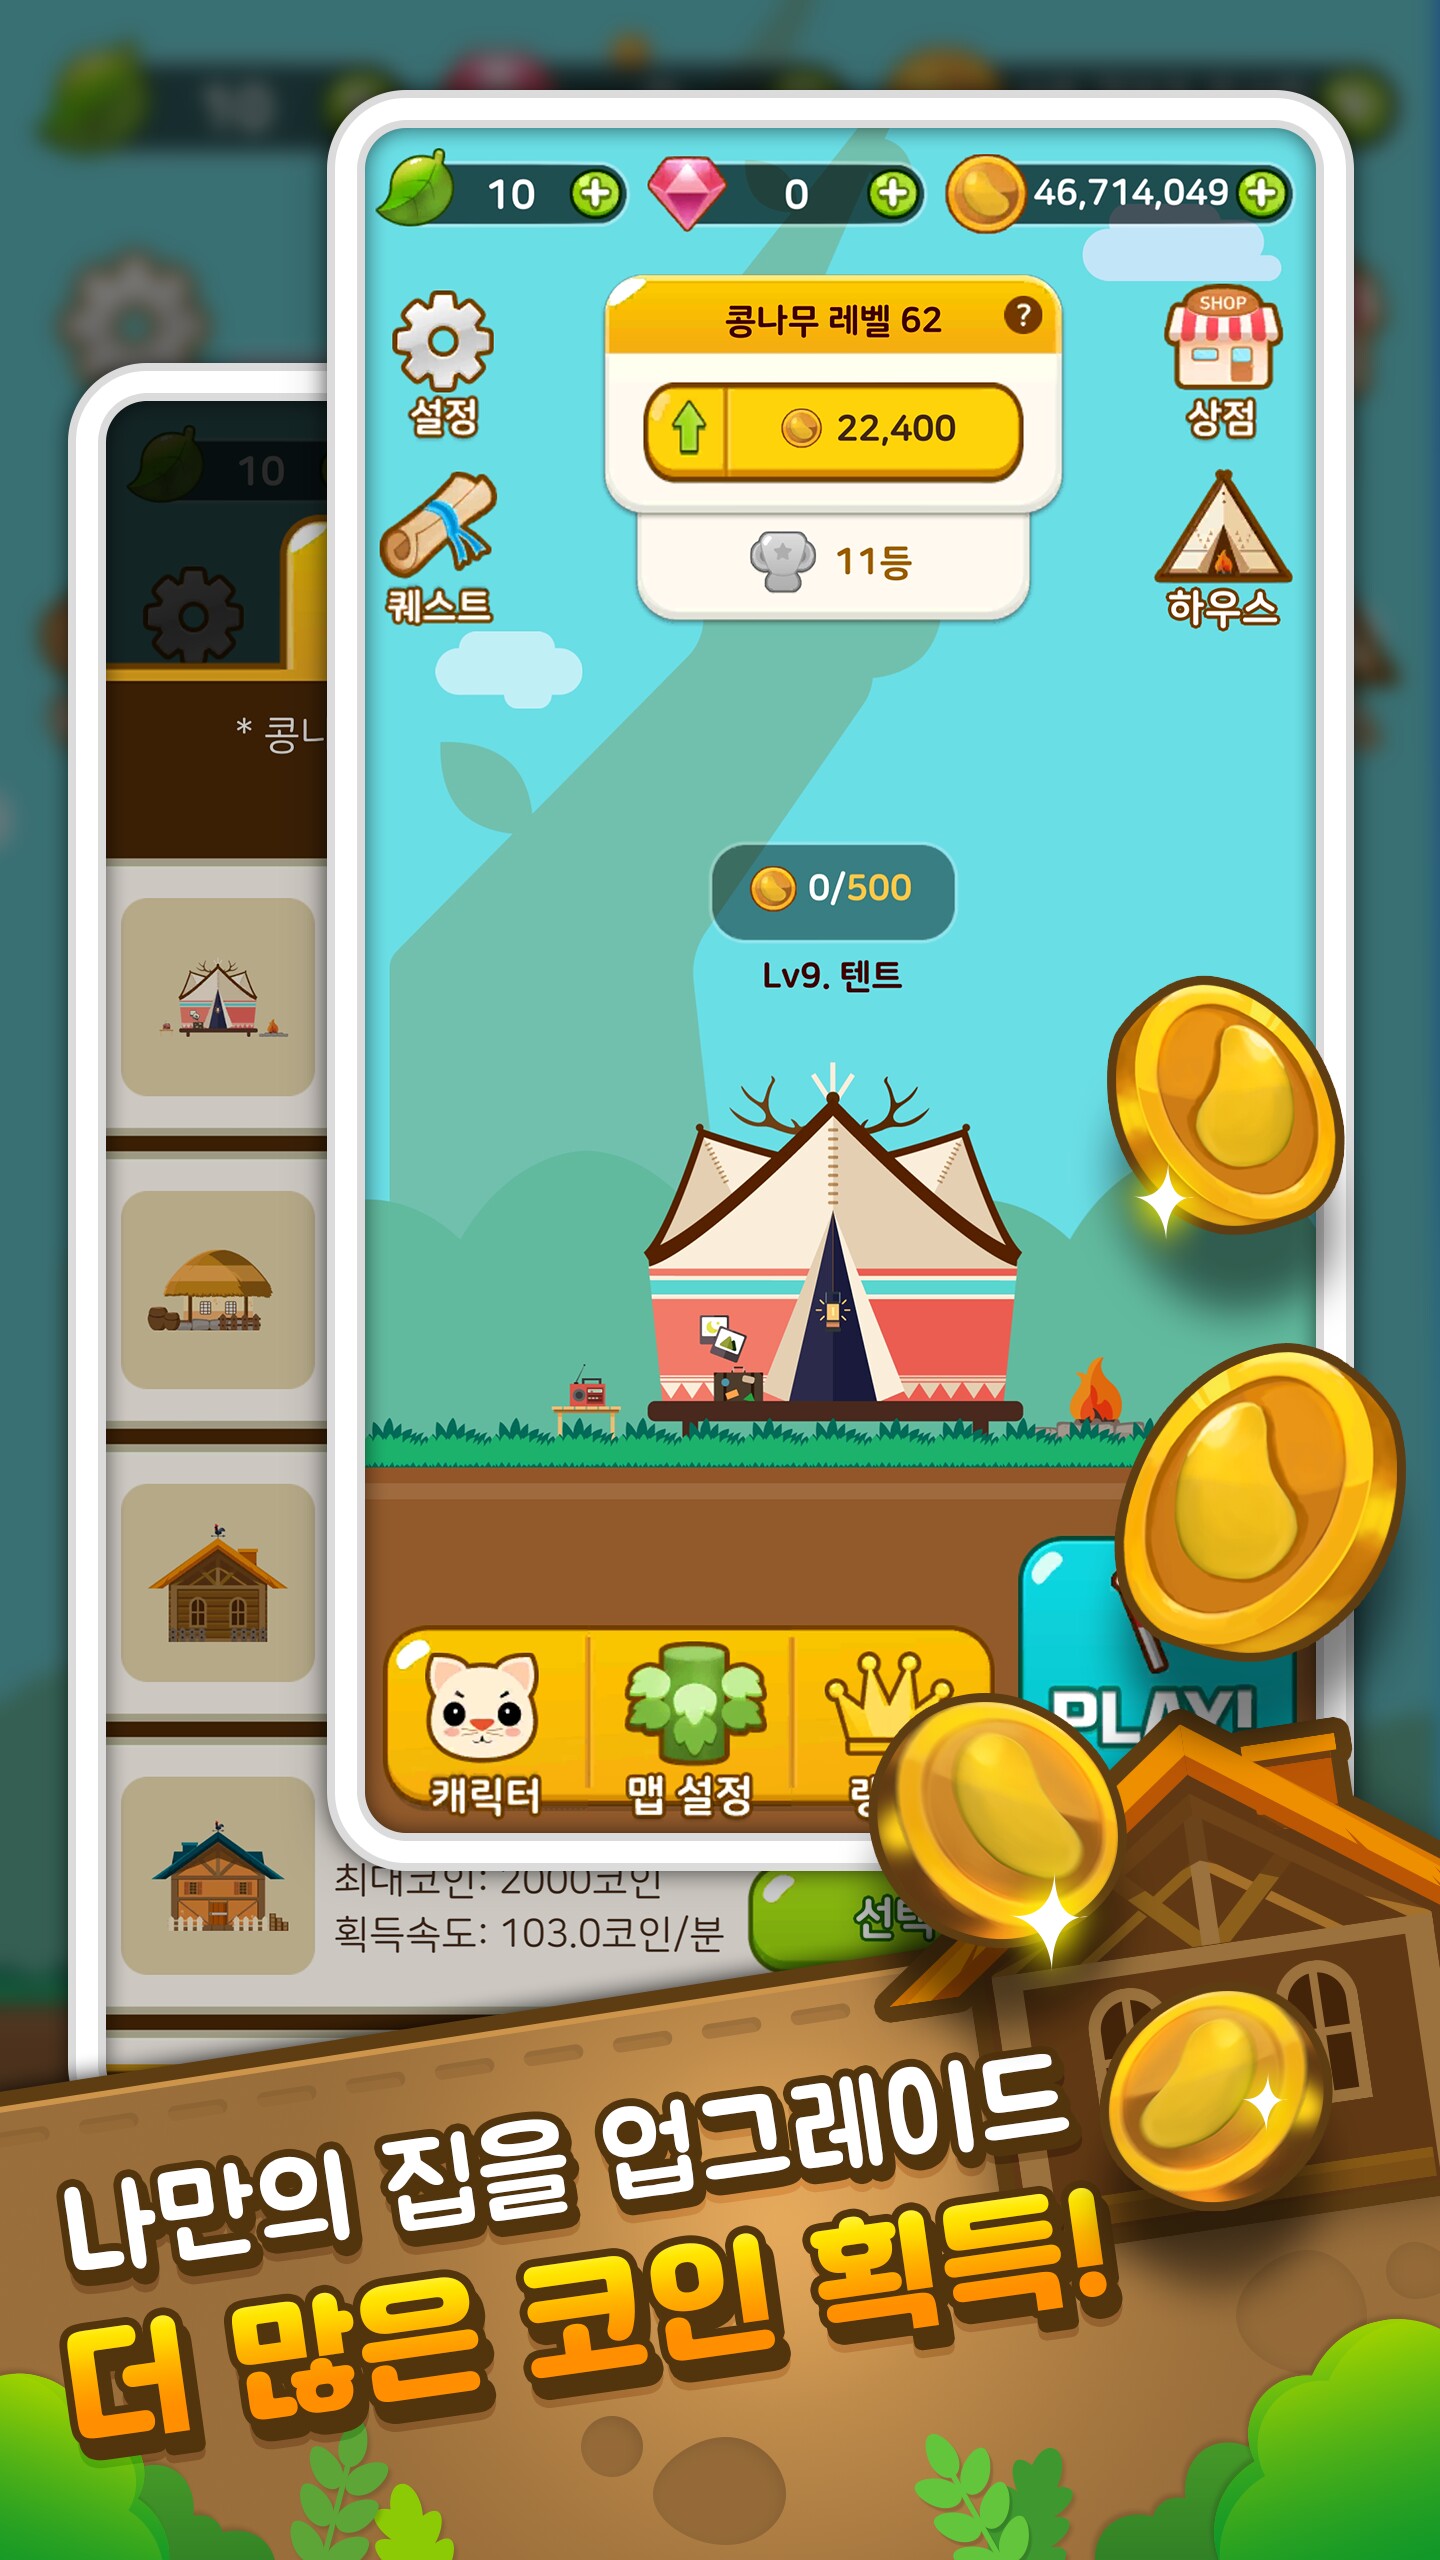 10
0
46,714,049
콩나무 레벨 62
?
22,400
11등
설정
SHOP
상점
퀘스트
하우스
10
0/500
Lv9. 텐트
PLAY!
캐릭터
맵 설정
최대코인: 2000코인
획득속도: 103.0코인/분
선택
나만의 집을 업그레이드
더 많은 코인 획득!